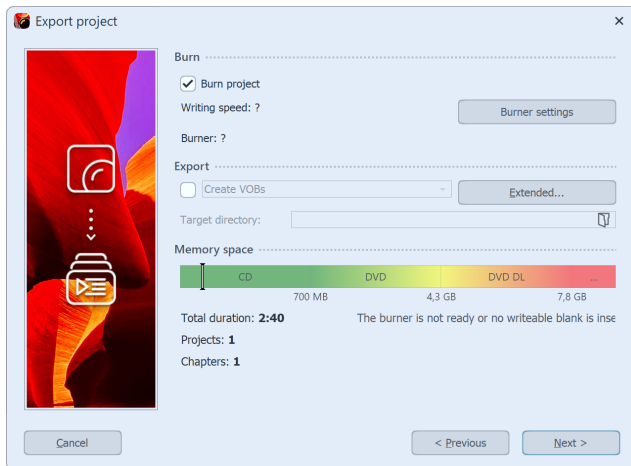 Export project
Burn
Burn project
Writing speed: ?
Burner settings
Burner: ?
Export
Create VOBs
Extended...
Target directory:
Memory space
CD DVD DVD DL ...
700 MB 4,3 GB 7,8 GB
Total duration: 2:40 The burner is not ready or no writeable blank is inse
Projects: 1
Chapters: 1
Cancel < Previous Next >